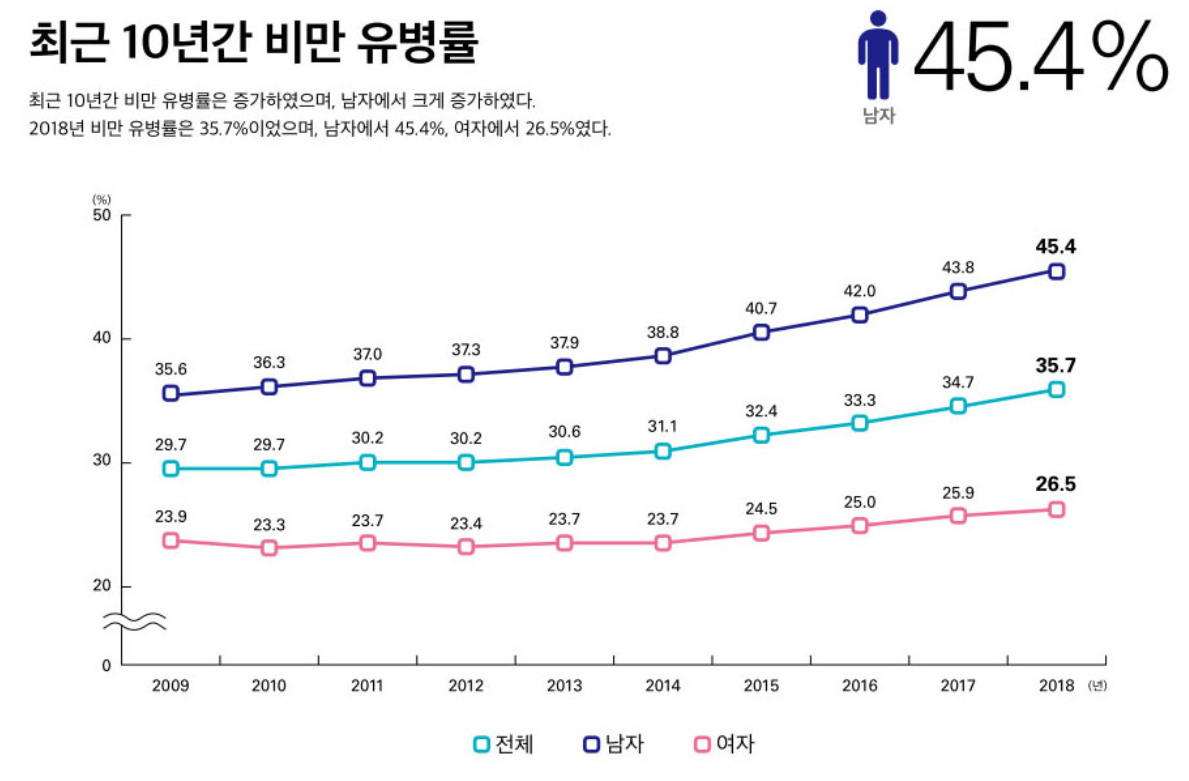 최근 10년간 비만 유병률
최근 10년간 비만 유병률은 증가하였으며, 남자에서 크게 증가하였다.
2018년 비만 유병률은 35.7%이었으며, 남자에서 45.4%, 여자에서 26.5%였다.
45.4%
남자
(%)
50
40
30
20
0
35.6 36.3 37.0 37.3 37.9 38.8 40.7 42.0 43.8 45.4
29.7 29.7 30.2 30.2 30.6 31.1 32.4 33.3 34.7 35.7
23.9 23.3 23.7 23.4 23.7 23.7 24.5 25.0 25.9 26.5
2009 2010 2011 2012 2013 2014 2015 2016 2017 2018 (년)
전체 남자 여자